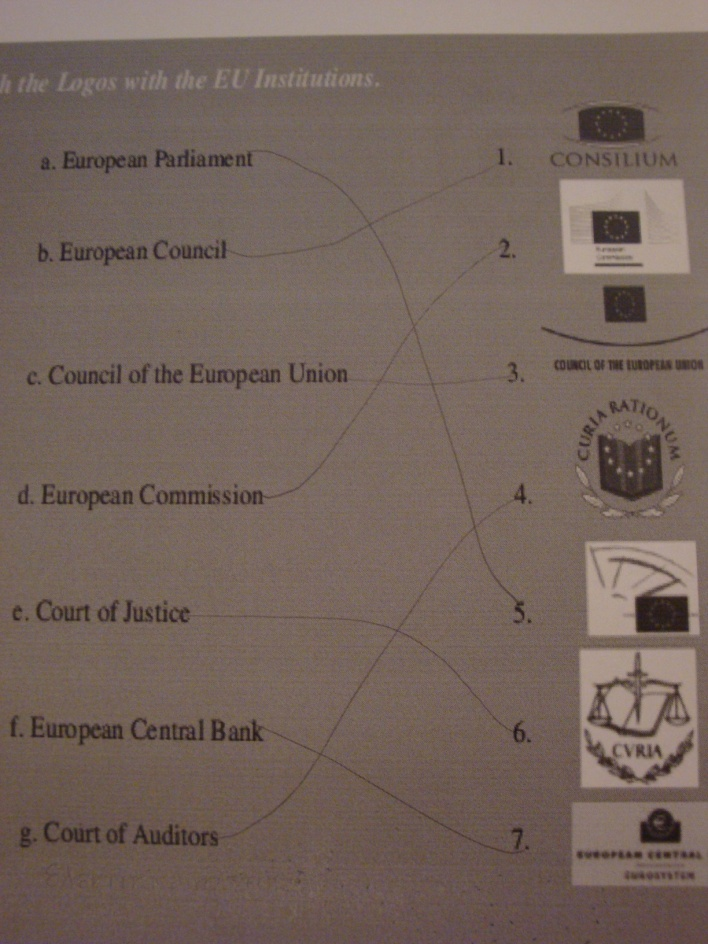 h the Logos with the EU Institutions.
a. European Parliament
1.
CONSILIUM
b. European Council
2.
European
Commission
c. Council of the European Union
3.
COUNCIL OF THE EUROPEAN UNION
d. European Commission
4.
CURIA RATIONUM
e. Court of Justice
5.
f. European Central Bank
6.
CVRIA
g. Court of Auditors
7.
EUROPEAN CENTRAL
EUROSYSTEM